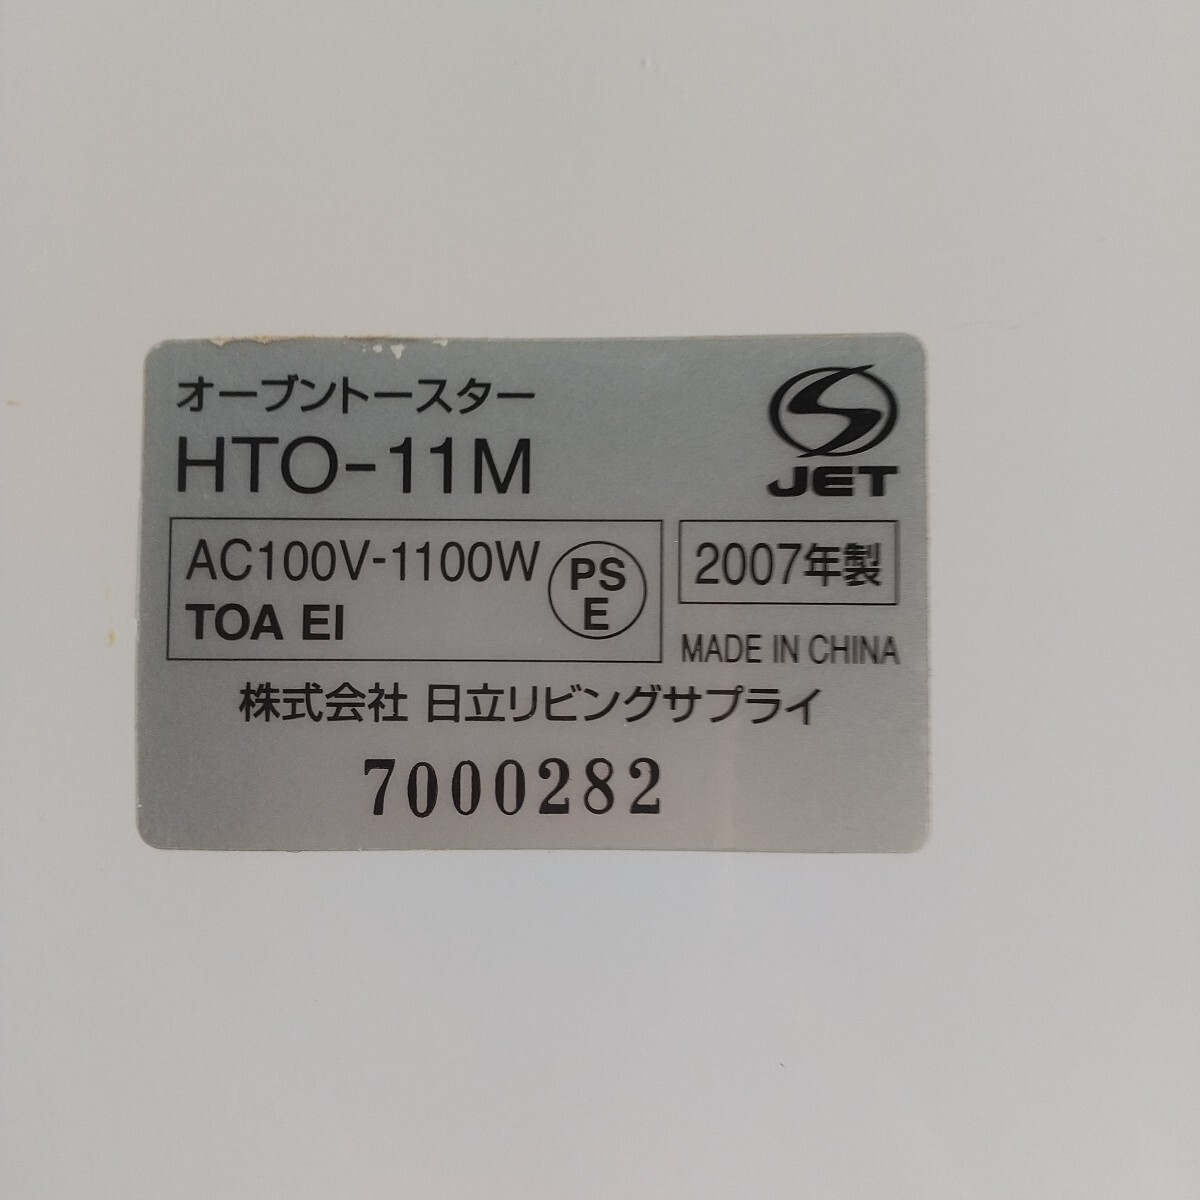 オーブントースター
HTO-11M
S
JET
AC100V-1100W
TOA EI
PS
E
2007年製
MADE IN CHINA
株式会社 日立リビングサプライ
7000282